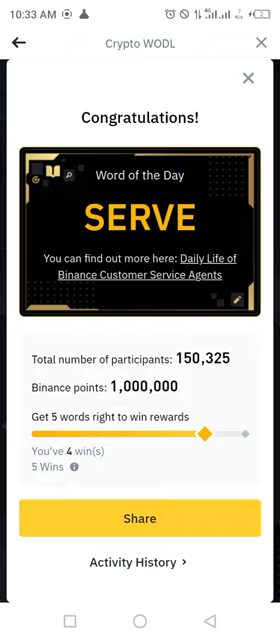 10:33 AM
Crypto WODL
Congratulations!
Word of the Day
SERVE
You can find out more here: Daily Life of
Binance Customer Service Agents
Total number of participants: 150,325
Binance points: 1,000,000
Get 5 words right to win rewards
You've 4 win(s)
5 Wins
Share
Activity History >